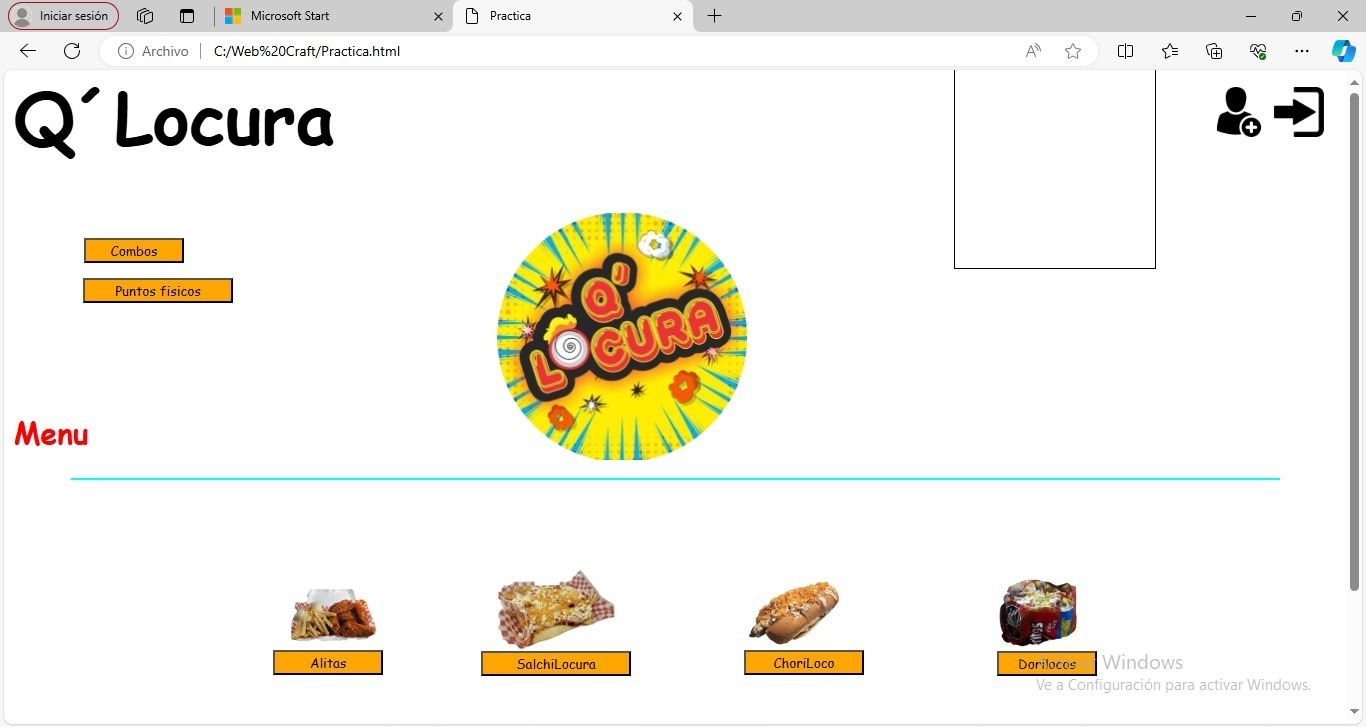 Iniciar sesión
Microsoft Start
Practica
Archivo
C:/Web%20Craft/Practica.html
Q´Locura
Combos
Puntos fisicos
Q'
LOCURA
Menu
Alitas
SalchiLocura
ChoriLoco
Dorilocos
Activar Windows
Ve a Configuración para activar Windows.